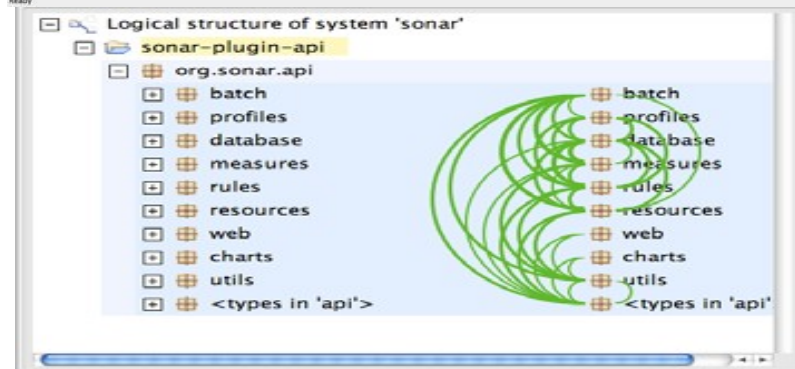 Ready
Logical structure of system 'sonar'
sonar-plugin-api
org.sonar.api
batch batch
profiles profiles
database database
measures measures
rules rules
resources resources
web web
charts charts
utils utils
<types in 'api'> <types in 'api'